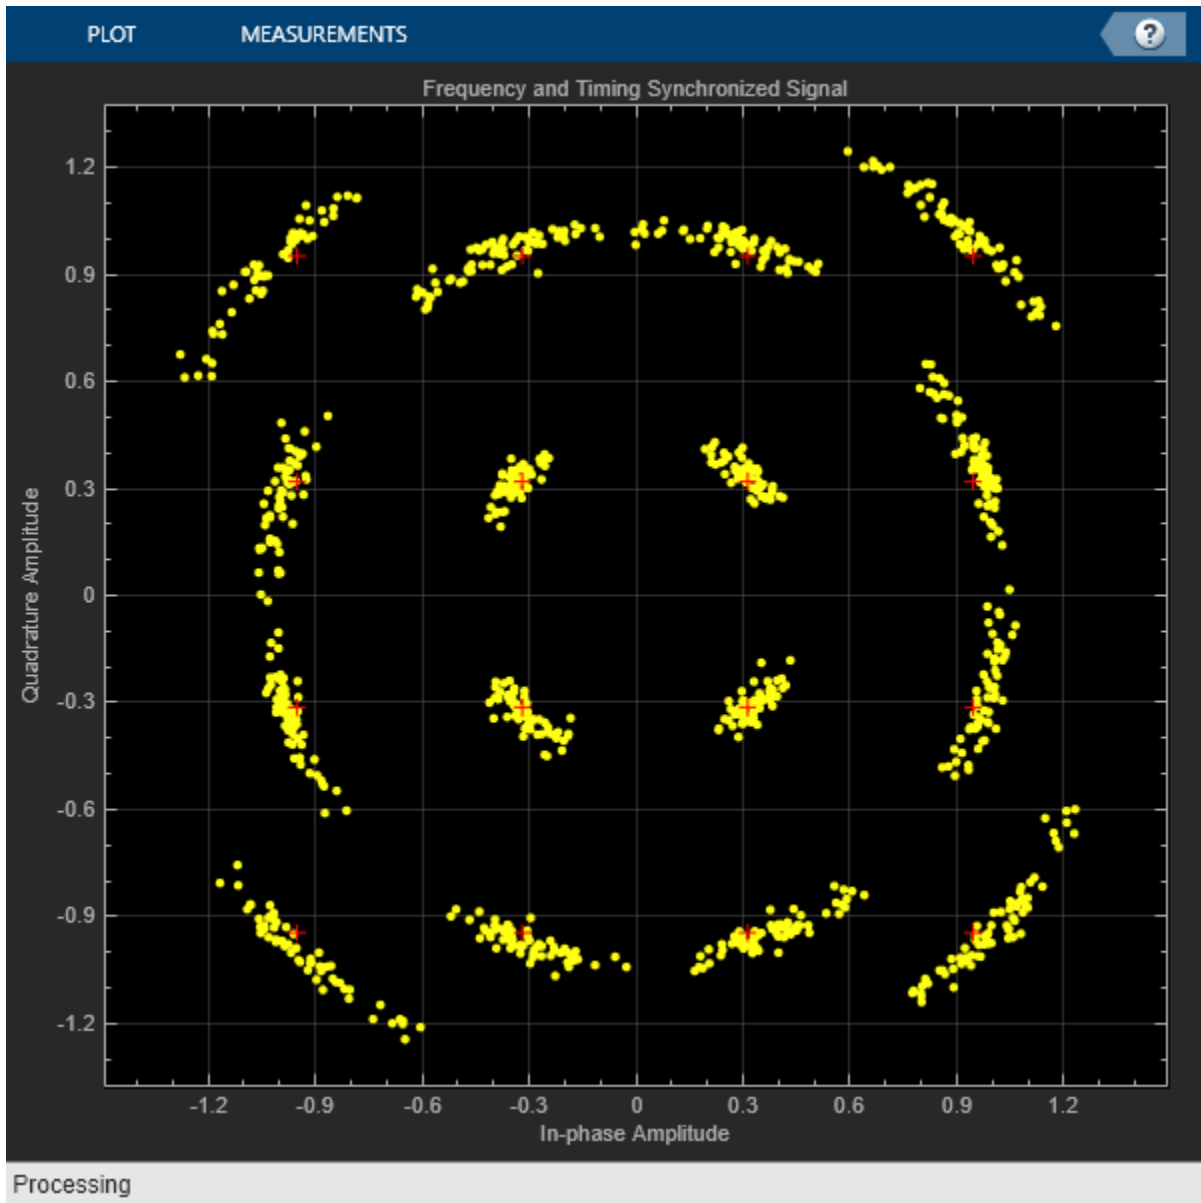 PLOT MEASUREMENTS ?
Frequency and Timing Synchronized Signal
1.2
0.9
0.6
0.3
0
-0.3
-0.6
-0.9
-1.2
Quadrature Amplitude
-1.2 -0.9 -0.6 -0.3 0 0.3 0.6 0.9 1.2
In-phase Amplitude
Processing